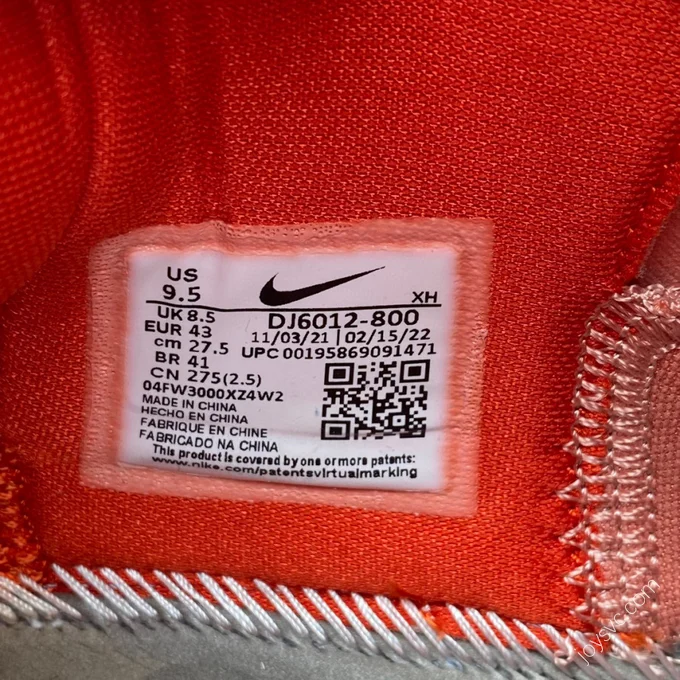 US
9.5
XH
UK 8.5
DJ6012-800
EUR 43
11/03/21 | 02/15/22
cm 27.5
UPC 00195869091471
BR 41
CN 275(2.5)
04FW3000XZ4W2
MADE IN CHINA
HECHO EN CHINA
FABRIQUE EN CHINE
FABRICADO NA CHINA
This product is covered by one or more patents:
www.nike.com/patentsvirtualmarking
joysvc.com